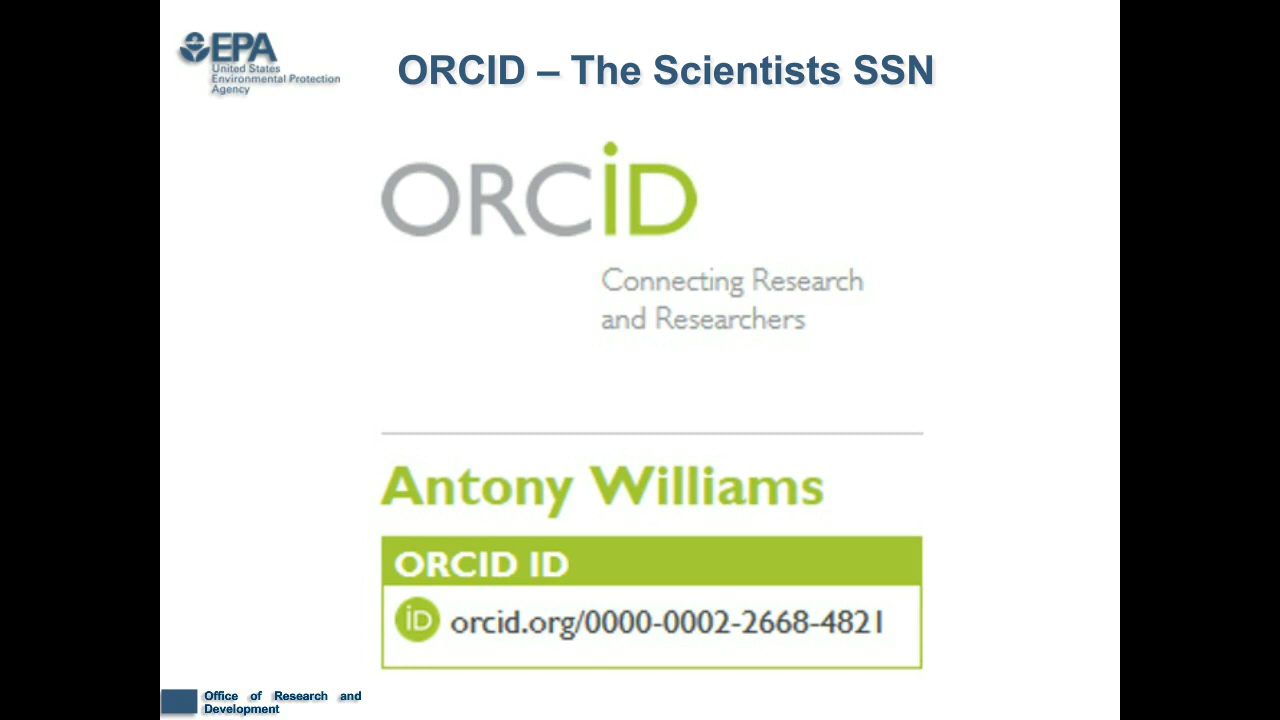 EPA
United States
Environmental Protection
Agency
ORCID – The Scientists SSN
ORCiD
Connecting Research
and Researchers
Antony Williams
ORCID ID
iD orcid.org/0000-0002-2668-4821
Office of Research and
Development